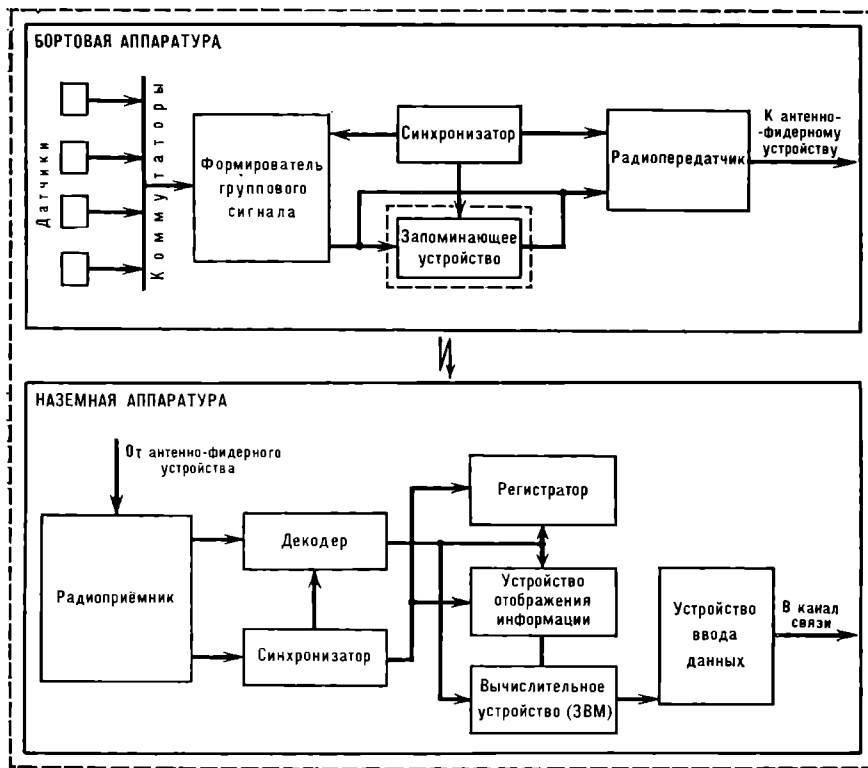 БОРТОВАЯ АППАРАТУРА
Датчики
Коммутаторы
Формирователь
группового
сигнала
Синхронизатор
Запоминающее
устройство
Радиопередатчик
К антенно-
-фидерному
устройству
НАЗЕМНАЯ АППАРАТУРА
От антенно-фидерного
устройства
Радиоприёмник
Декодер
Синхронизатор
Регистратор
Устройство
отображения
информации
Вычислительное
устройство (ЗВМ)
Устройство
ввода
данных
В канал
связи